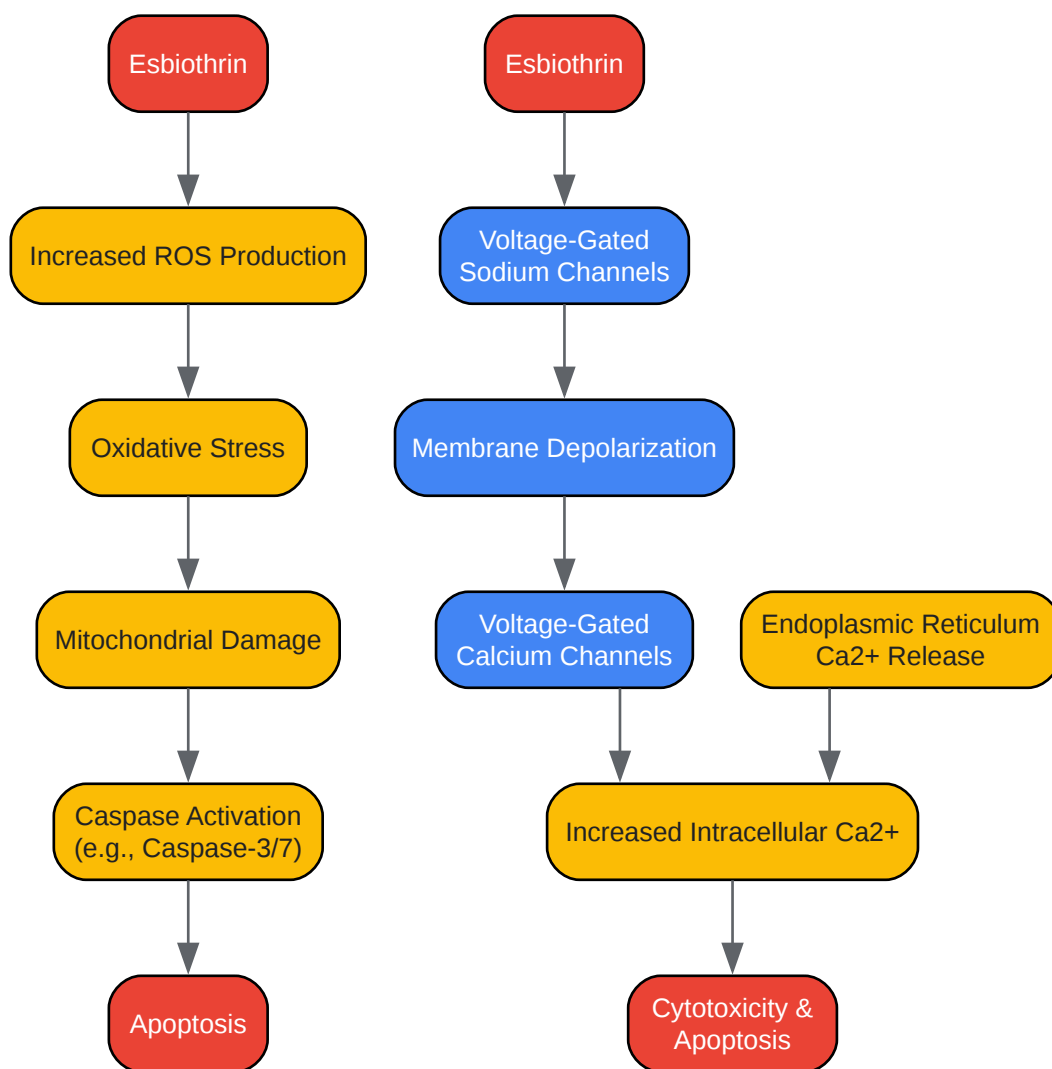 Esbiothrin
Increased ROS Production
Oxidative Stress
Mitochondrial Damage
Caspase Activation
(e.g., Caspase-3/7)
Apoptosis
Esbiothrin
Voltage-Gated
Sodium Channels
Membrane Depolarization
Voltage-Gated
Calcium Channels
Endoplasmic Reticulum
Ca2+ Release
Increased Intracellular Ca2+
Cytotoxicity &
Apoptosis